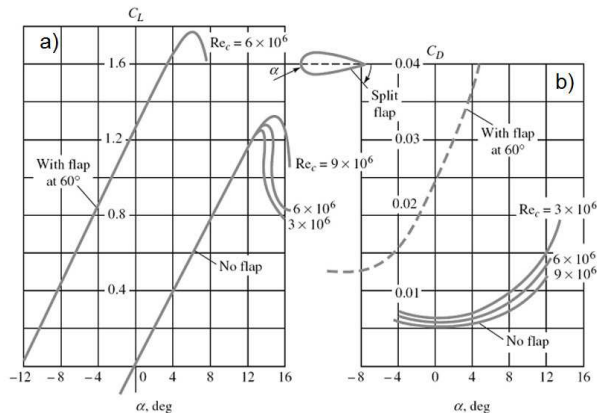 a)
C_L
Re_c = 6 × 10^6
1.6
1.2
0.8
0.4
With flap
at 60°
Re_c = 9 × 10^6
6 × 10^6
3 × 10^6
No flap
−12 −8 −4 0 4 8 12 16
α, deg
α
Split
flap
b)
C_D
0.04
0.03
0.02
0.01
With flap
at 60°
Re_c = 3 × 10^6
6 × 10^6
9 × 10^6
No flap
−8 −4 0 4 8 12 16
α, deg